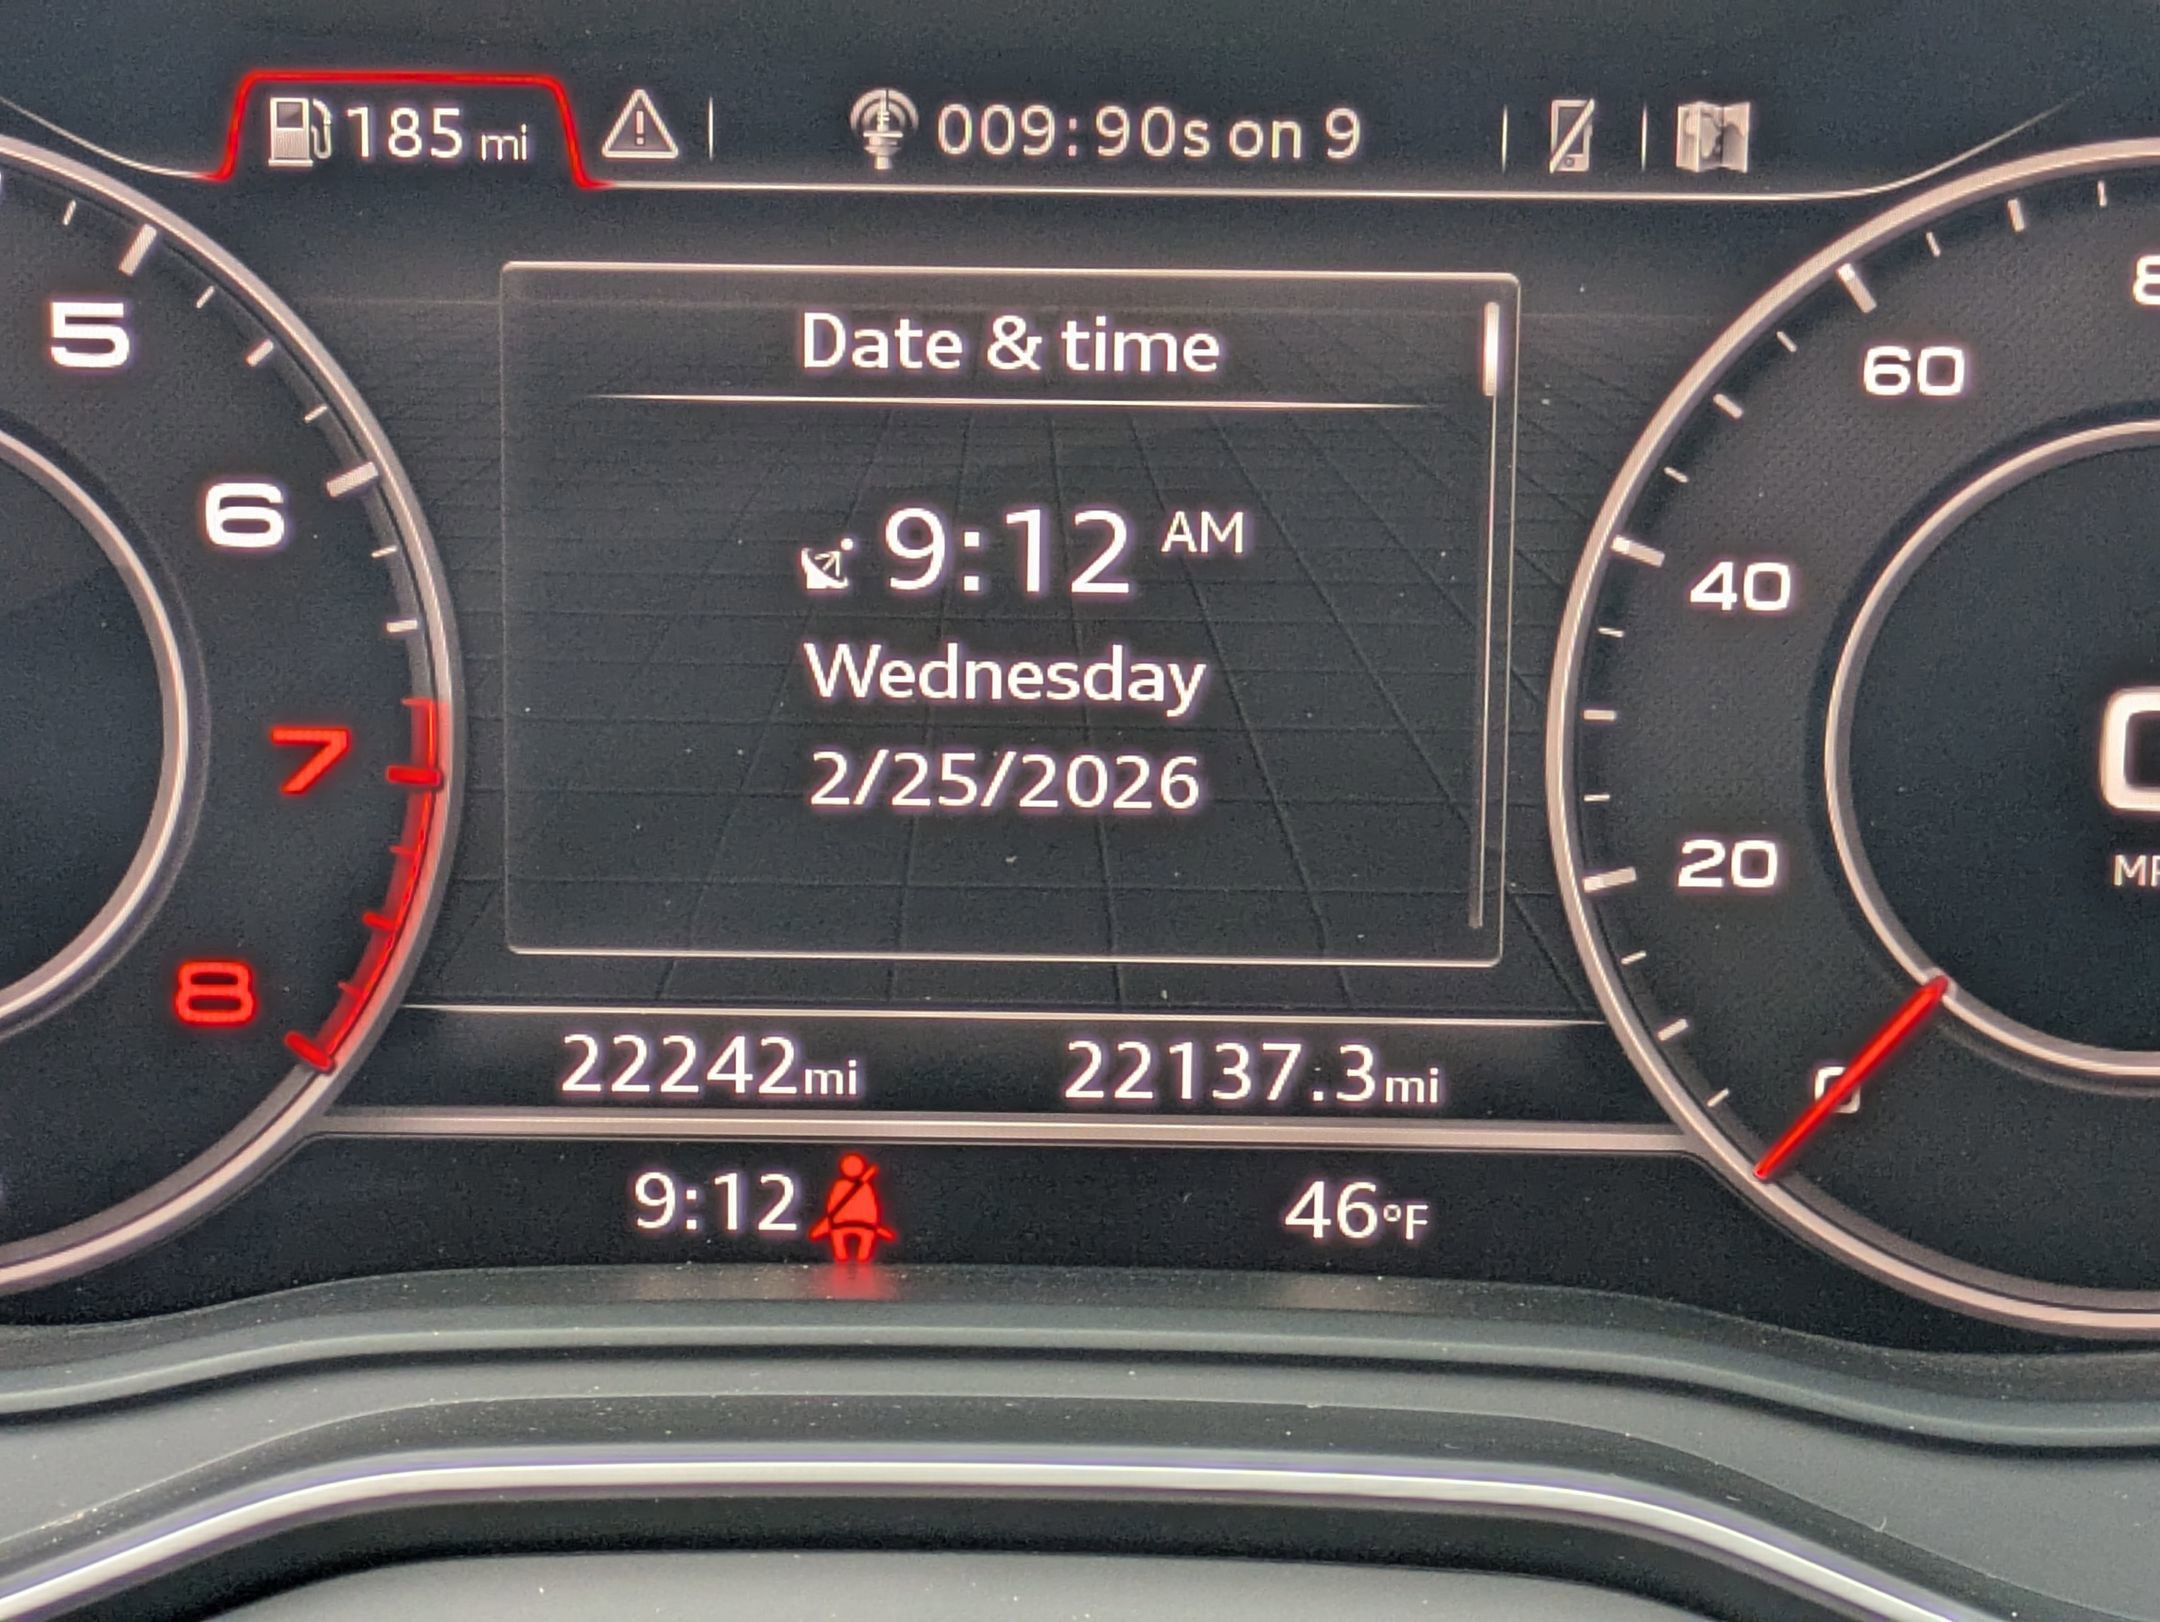 185 mi
009:90s on 9
Date & time
9:12 AM
Wednesday
2/25/2026
22242mi
22137.3mi
9:12
46°F
5
6
7
8
60
40
20
0